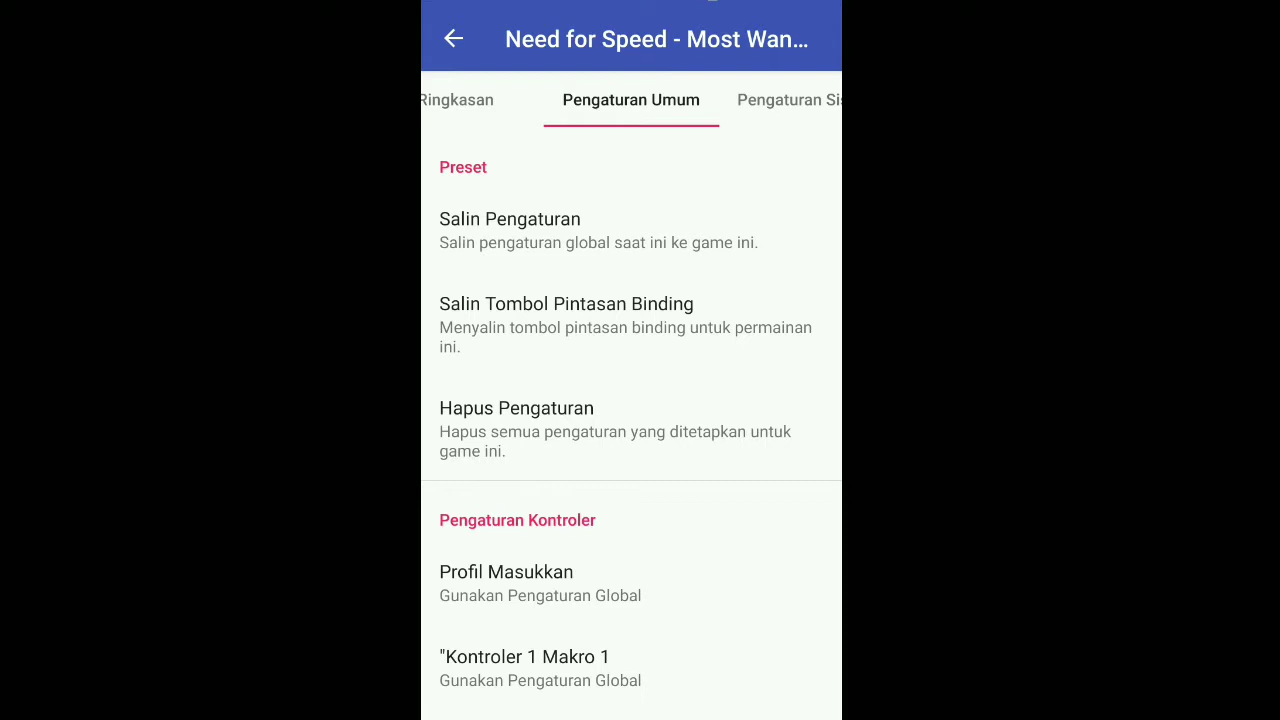 Need for Speed - Most Wan...
Ringkasan
Pengaturan Umum
Pengaturan Si
Preset
Salin Pengaturan
Salin pengaturan global saat ini ke game ini.
Salin Tombol Pintasan Binding
Menyalin tombol pintasan binding untuk permainan
ini.
Hapus Pengaturan
Hapus semua pengaturan yang ditetapkan untuk
game ini.
Pengaturan Kontroler
Profil Masukkan
Gunakan Pengaturan Global
"Kontroler 1 Makro 1
Gunakan Pengaturan Global